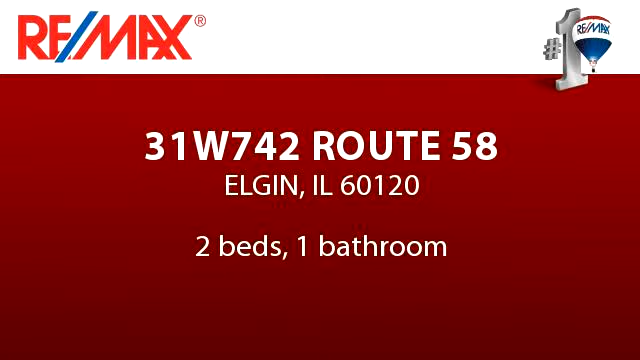 RE/MAX®
#1
RE/MAX
31W742 ROUTE 58
ELGIN, IL 60120
2 beds, 1 bathroom